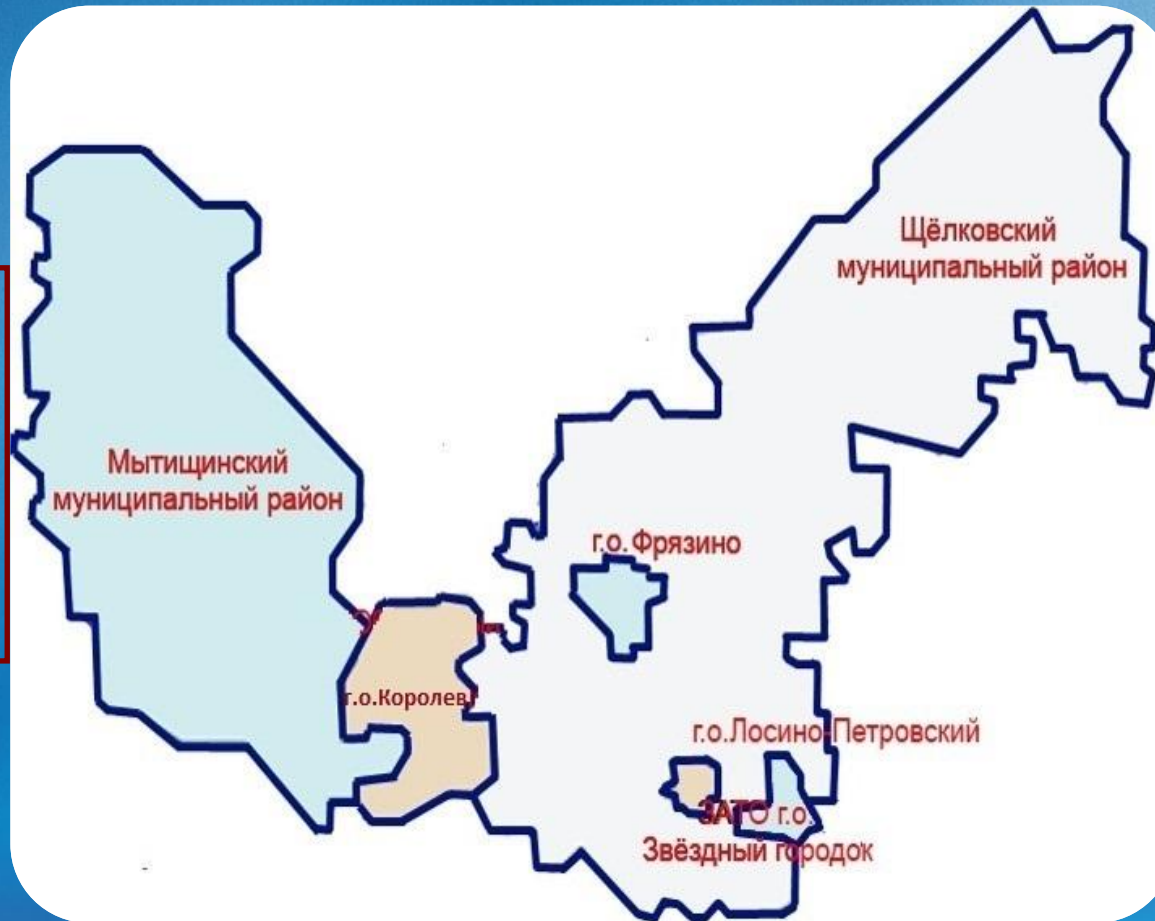 Щёлковский
муниципальный район
Мытищинский
муниципальный район
г.о. Фрязино
г.о.Королев
г.о.Лосино-Петровский
ЗАТО г.о.
Звёздный городок